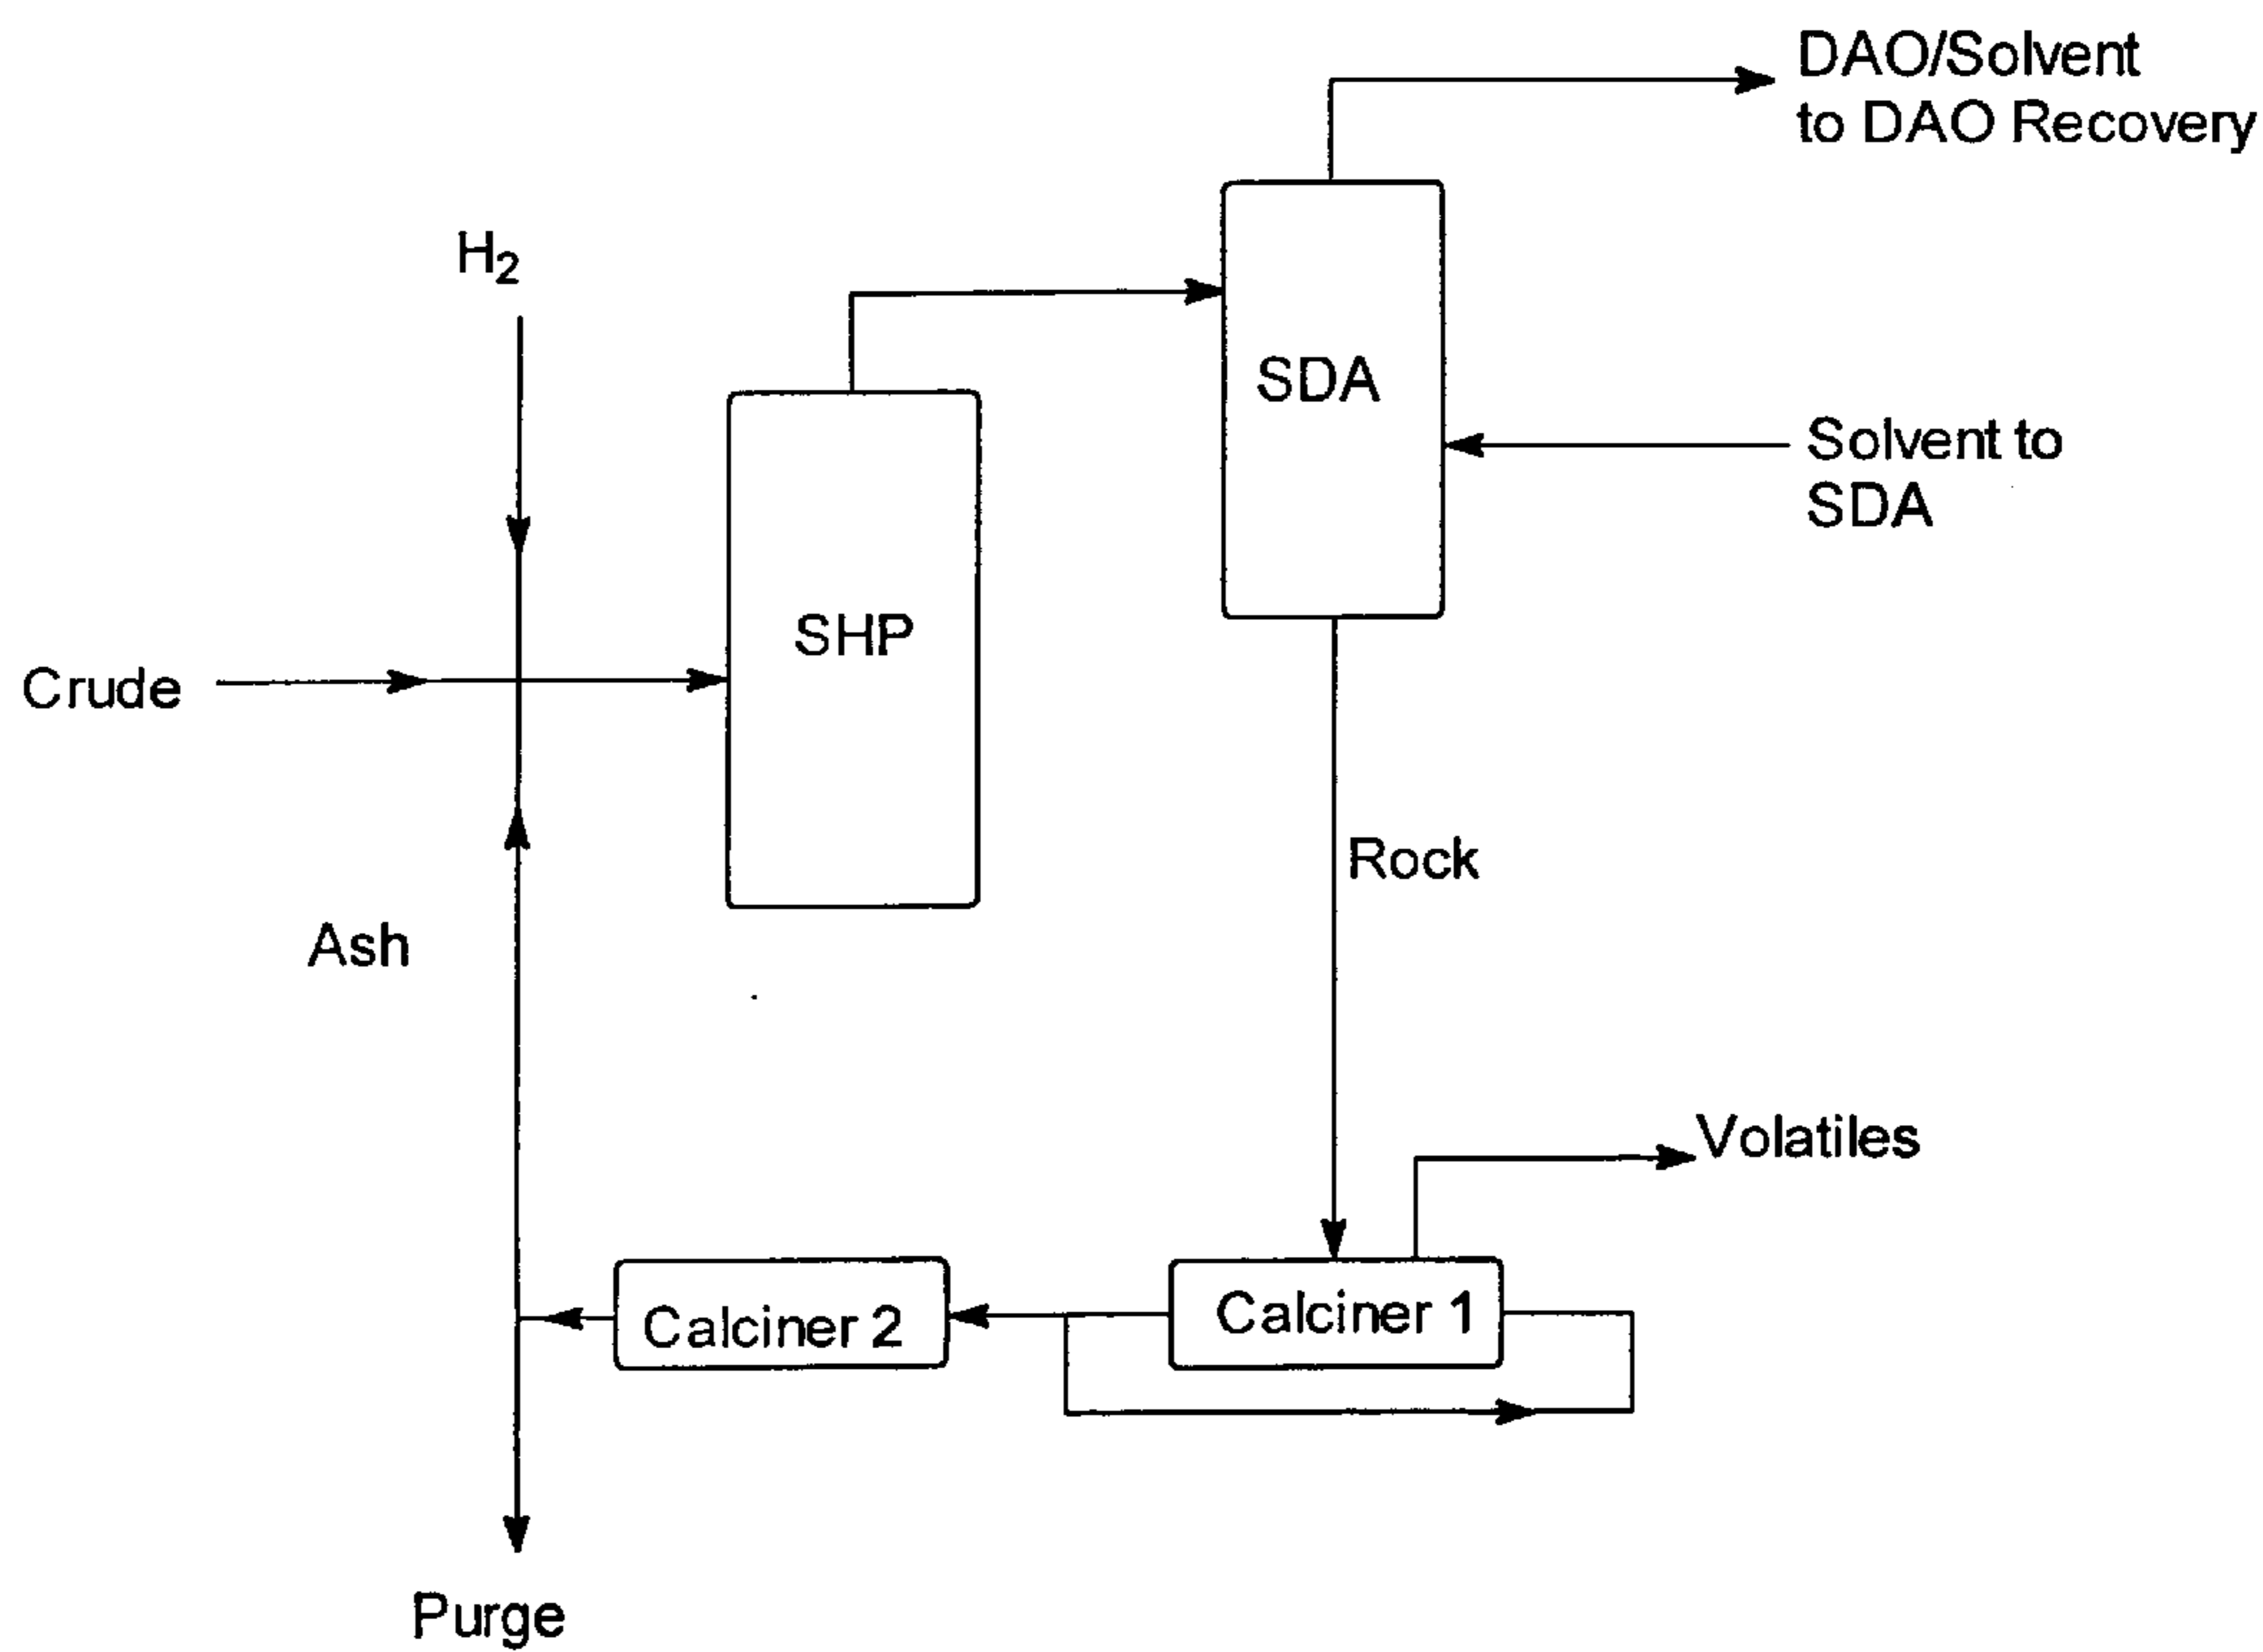 DAO/Solvent
to DAO Recovery
H2
SDA
Solvent to
SDA
SHP
Crude
Rock
Ash
Volatiles
Calciner 1
Calciner 2
Purge